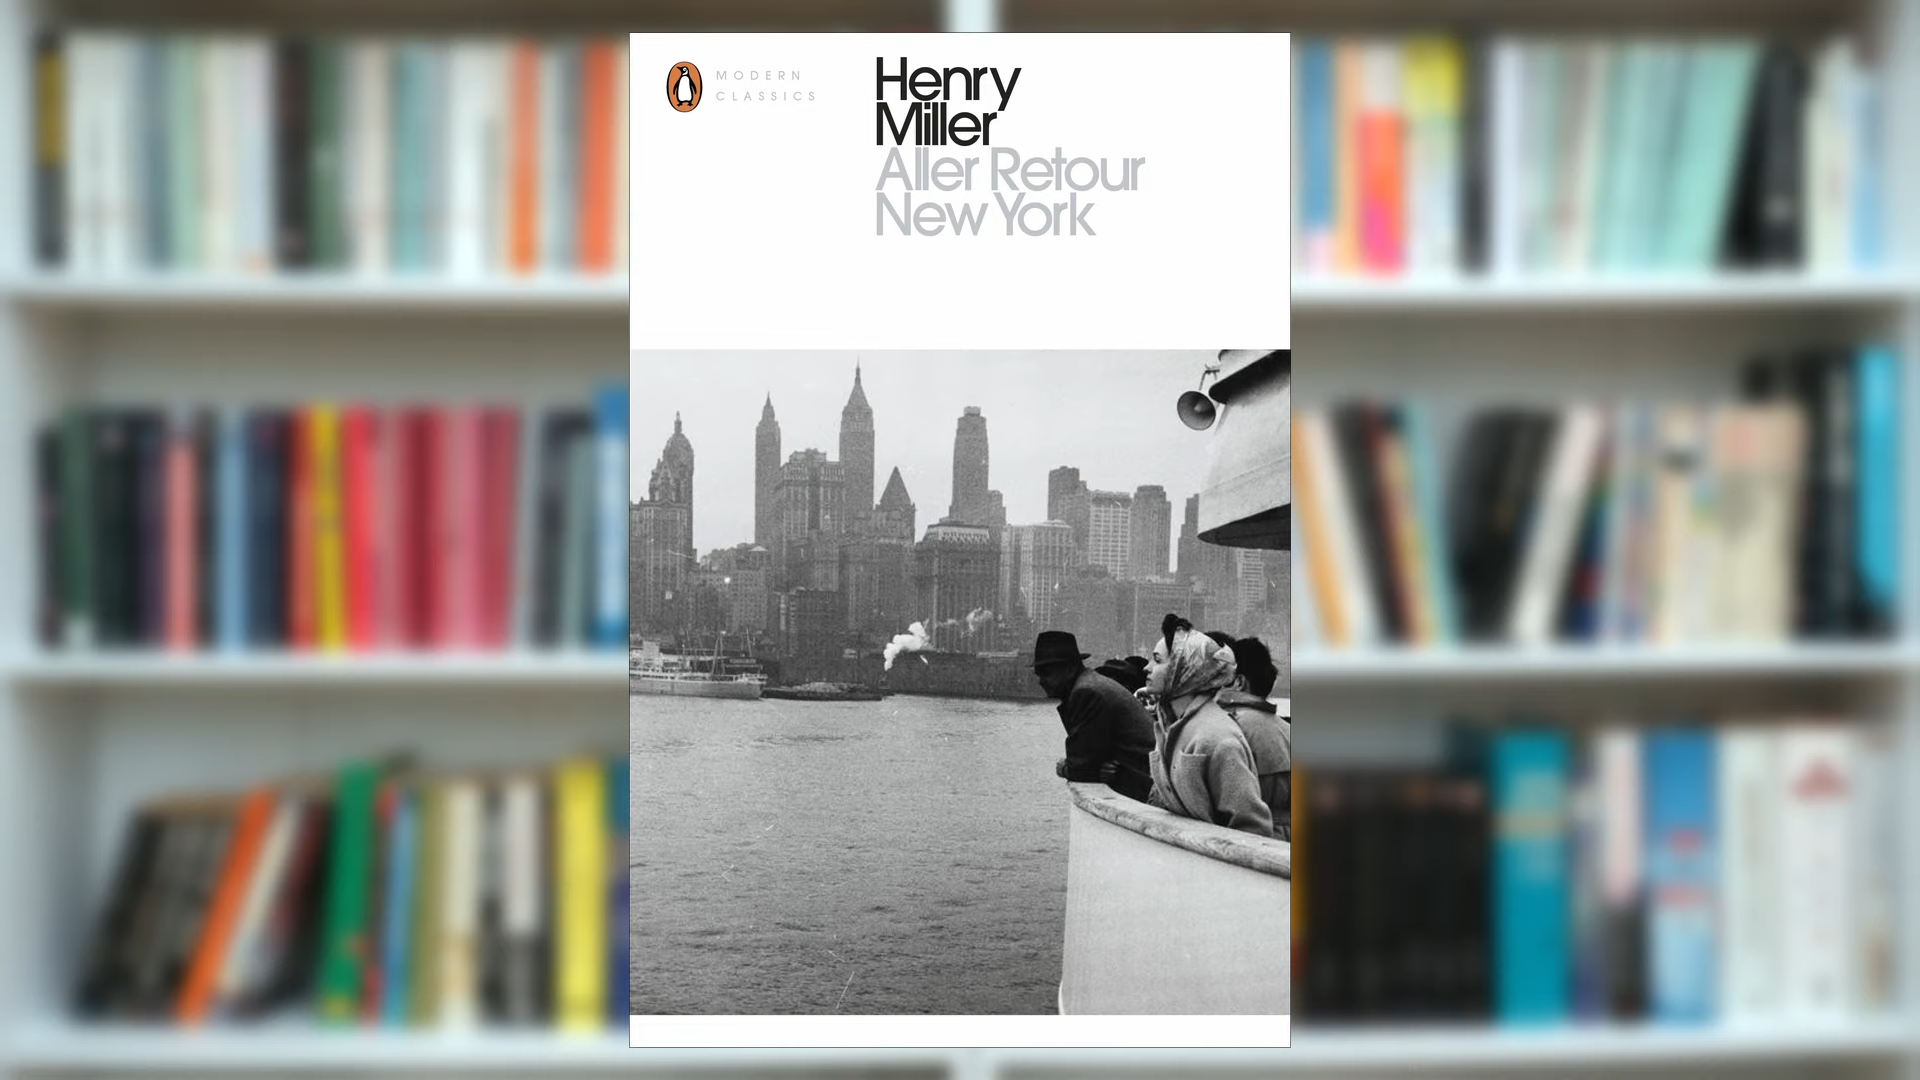 MODERN
CLASSICS
Henry
Miller
Aller Retour
New York